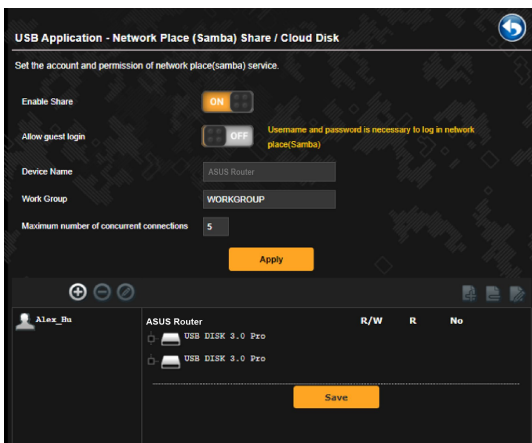 USB Application - Network Place (Samba) Share / Cloud Disk
Set the account and permission of network place(samba) service.
Enable Share
ON
Allow guest login
OFF
Username and password is necessary to log in network
place(Samba)
Device Name
ASUS Router
Work Group
WORKGROUP
Maximum number of concurrent connections
5
Apply
Alex_Hu
ASUS Router
R/W
R
No
USB DISK 3.0 Pro
USB DISK 3.0 Pro
Save